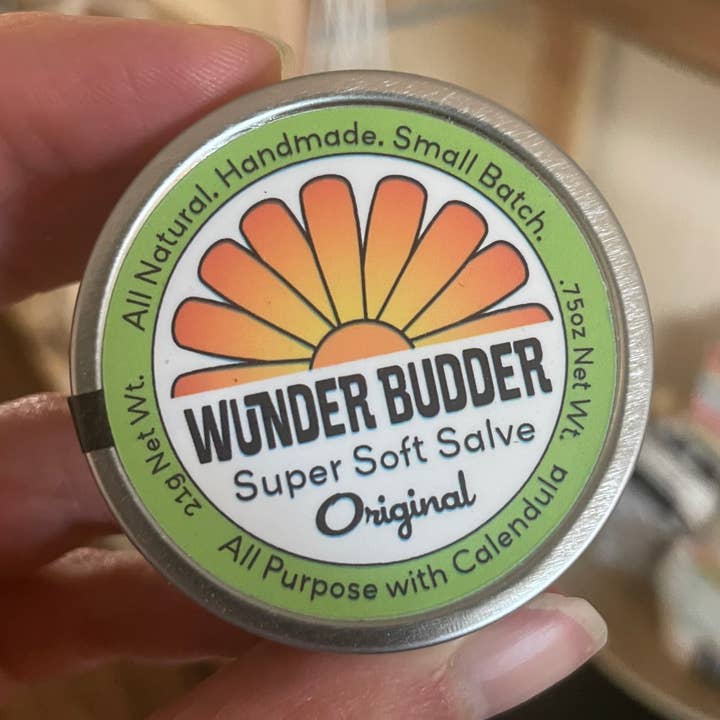 All Natural. Handmade. Small Batch.
WUNDER BUDDER
Super Soft Salve
Original
21g Net Wt.
.75oz Net Wt.
All Purpose with Calendula